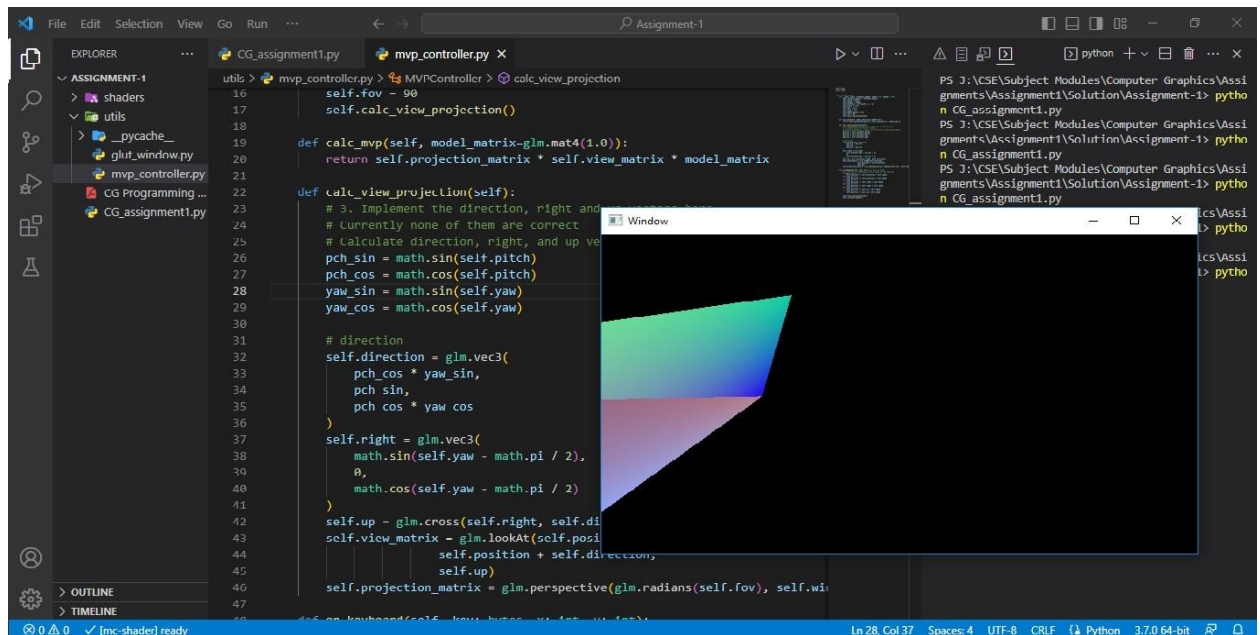 File Edit Selection View Go Run ··· Assignment-1
EXPLORER ···
ASSIGNMENT-1
shaders
utils
__pycache__
glut_window.py
mvp_controller.py
CG Programming ...
CG_assignment1.py
OUTLINE
TIMELINE
CG_assignment1.py mvp_controller.py
utils > mvp_controller.py > MVPController > calc_view_projection
16 self.fov = 90
17 self.calc_view_projection()
18
19 def calc_mvp(self, model_matrix=glm.mat4(1.0)):
20 return self.projection_matrix * self.view_matrix * model_matrix
21
22 def calc_view_projection(self):
23 # 3. Implement the direction, right and up vectors here
24 # Currently none of them are correct
25 # Calculate direction, right, and up ve
26 pch_sin = math.sin(self.pitch)
27 pch_cos = math.cos(self.pitch)
28 yaw_sin = math.sin(self.yaw)
29 yaw_cos = math.cos(self.yaw)
30
31 # direction
32 self.direction = glm.vec3(
33 pch_cos * yaw_sin,
34 pch_sin,
35 pch_cos * yaw_cos
36 )
37 self.right = glm.vec3(
38 math.sin(self.yaw - math.pi / 2),
39 0,
40 math.cos(self.yaw - math.pi / 2)
41 )
42 self.up = glm.cross(self.right, self.di
43 self.view_matrix = glm.lookAt(self.posi
44 self.position + self.direction,
45 self.up)
46 self.projection_matrix = glm.perspective(glm.radians(self.fov), self.wi
47
python
PS J:\CSE\Subject Modules\Computer Graphics\Assi
gnments\Assignment1\Solution\Assignment-1> pytho
n CG_assignment1.py
PS J:\CSE\Subject Modules\Computer Graphics\Assi
gnments\Assignment1\Solution\Assignment-1> pytho
n CG_assignment1.py
PS J:\CSE\Subject Modules\Computer Graphics\Assi
gnments\Assignment1\Solution\Assignment-1> pytho
n CG_assignment1.py
ics\Assi
1> pytho
ics\Assi
1> pytho
Window
0 0 [mc-shader] ready Ln 28, Col 37 Spaces: 4 UTF-8 CRLF Python 3.7.0 64-bit